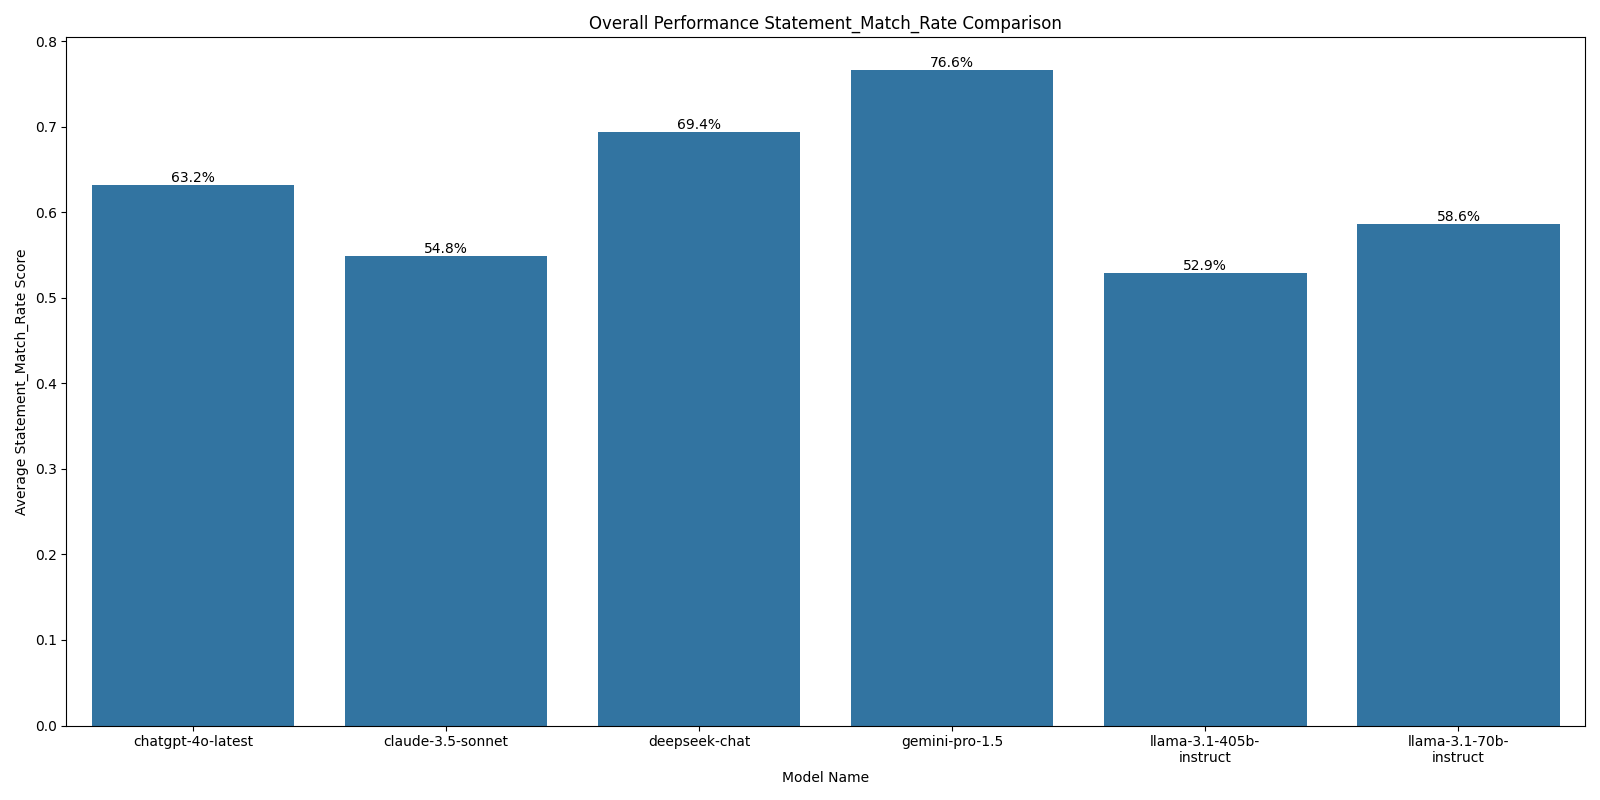 Overall Performance Statement_Match_Rate Comparison
Average Statement_Match_Rate Score
0.8
0.7
0.6
0.5
0.4
0.3
0.2
0.1
0.0
63.2%
54.8%
69.4%
76.6%
52.9%
58.6%
chatgpt-4o-latest
claude-3.5-sonnet
deepseek-chat
gemini-pro-1.5
llama-3.1-405b-
instruct
llama-3.1-70b-
instruct
Model Name